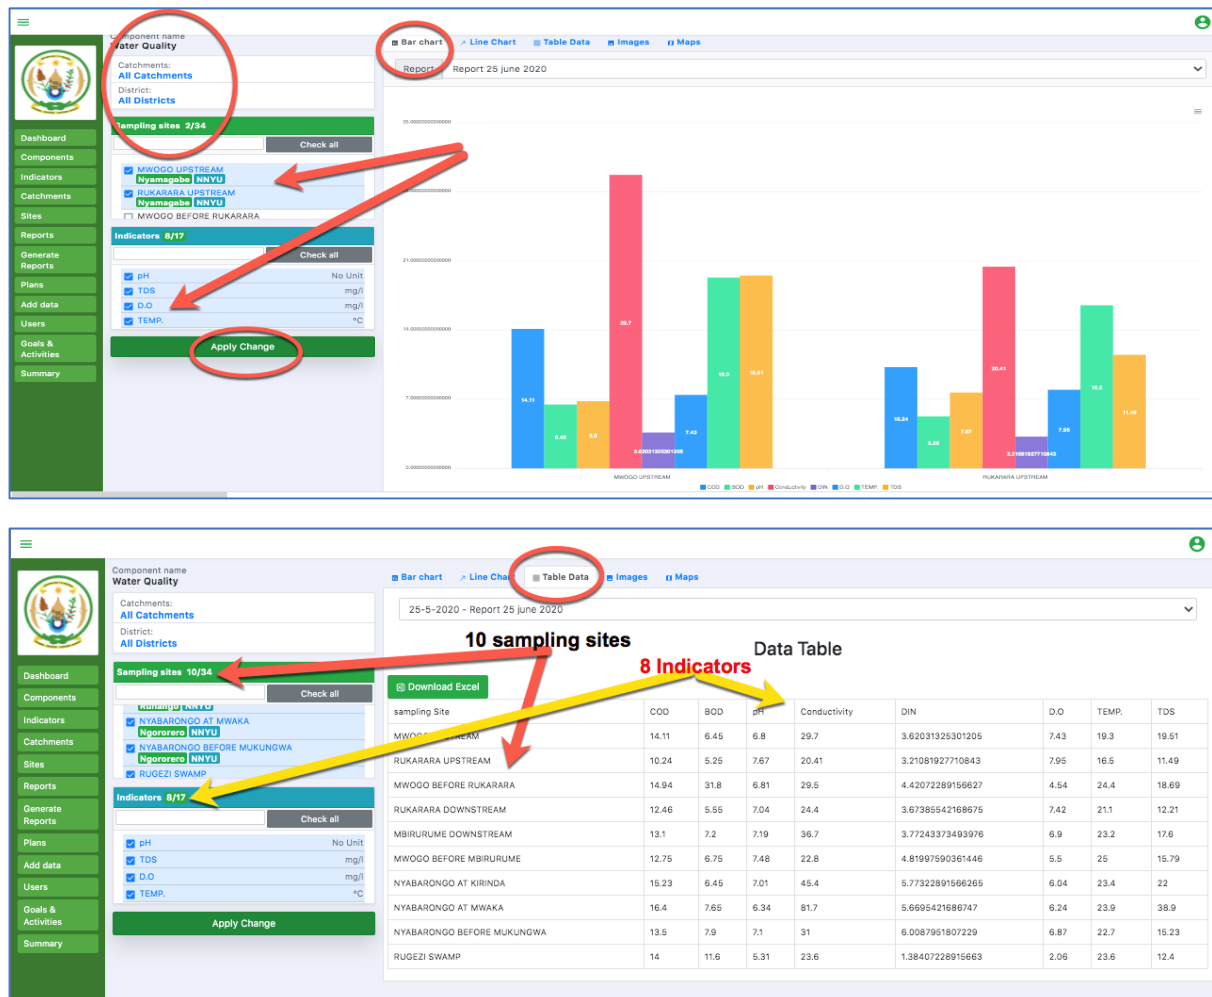 Component name
Water Quality
Catchments:
All Catchments
District:
All Districts
Sampling sites 2/34
Check all
MWOGO UPSTREAM
Nyamagabe NNYU
RUKARARA UPSTREAM
Nyamagabe NNYU
MWOGO BEFORE RUKARARA
Indicators 8/17
Check all
pH No Unit
TDS mg/l
D.O mg/l
TEMP. °C
Apply Change
Dashboard
Components
Indicators
Catchments
Sites
Reports
Generate
Reports
Plans
Add data
Users
Goals &
Activities
Summary
Bar chart Line Chart Table Data Images Maps
Report Report 25 june 2020
35.0000000000000
21.0000000000000
14.0000000000000
7.0000000000000
0.0000000000000
14.11 6.45 6.8 29.7 3.62031325301205 7.43 19.3 19.51
10.24 5.25 7.67 20.41 3.21081927710843 7.95 16.5 11.49
MWOGO UPSTREAM RUKARARA UPSTREAM
COD BOD pH Conductivity DIN D.O TEMP. TDS
Component name
Water Quality
Catchments:
All Catchments
District:
All Districts
Sampling sites 10/34
Check all
Ruhango NNYU
NYABARONGO AT MWAKA
Ngororero NNYU
NYABARONGO BEFORE MUKUNGWA
Ngororero NNYU
RUGEZI SWAMP
Indicators 8/17
Check all
pH No Unit
TDS mg/l
D.O mg/l
TEMP. °C
Apply Change
Dashboard
Components
Indicators
Catchments
Sites
Reports
Generate
Reports
Plans
Add data
Users
Goals &
Activities
Summary
Bar chart Line Chart Table Data Images Maps
25-5-2020 - Report 25 june 2020
10 sampling sites
8 Indicators
Data Table
Download Excel
sampling Site COD BOD pH Conductivity DIN D.O TEMP. TDS
MWOGO UPSTREAM 14.11 6.45 6.8 29.7 3.62031325301205 7.43 19.3 19.51
RUKARARA UPSTREAM 10.24 5.25 7.67 20.41 3.21081927710843 7.95 16.5 11.49
MWOGO BEFORE RUKARARA 14.94 31.8 6.81 29.5 4.42072289156627 4.54 24.4 18.69
RUKARARA DOWNSTREAM 12.46 5.55 7.04 24.4 3.67385542168675 7.42 21.1 12.21
MBIRURUME DOWNSTREAM 13.1 7.2 7.19 36.7 3.77243373493976 6.9 23.2 17.6
MWOGO BEFORE MBIRURUME 12.75 6.75 7.48 22.8 4.81997590361446 5.5 25 15.79
NYABARONGO AT KIRINDA 15.23 6.45 7.01 45.4 5.77322891566265 6.04 23.4 22
NYABARONGO AT MWAKA 16.4 7.65 6.34 81.7 5.6695421686747 6.24 23.9 38.9
NYABARONGO BEFORE MUKUNGWA 13.5 7.9 7.1 31 6.0087951807229 6.87 22.7 15.23
RUGEZI SWAMP 14 11.6 5.31 23.6 1.38407228915663 2.06 23.6 12.4